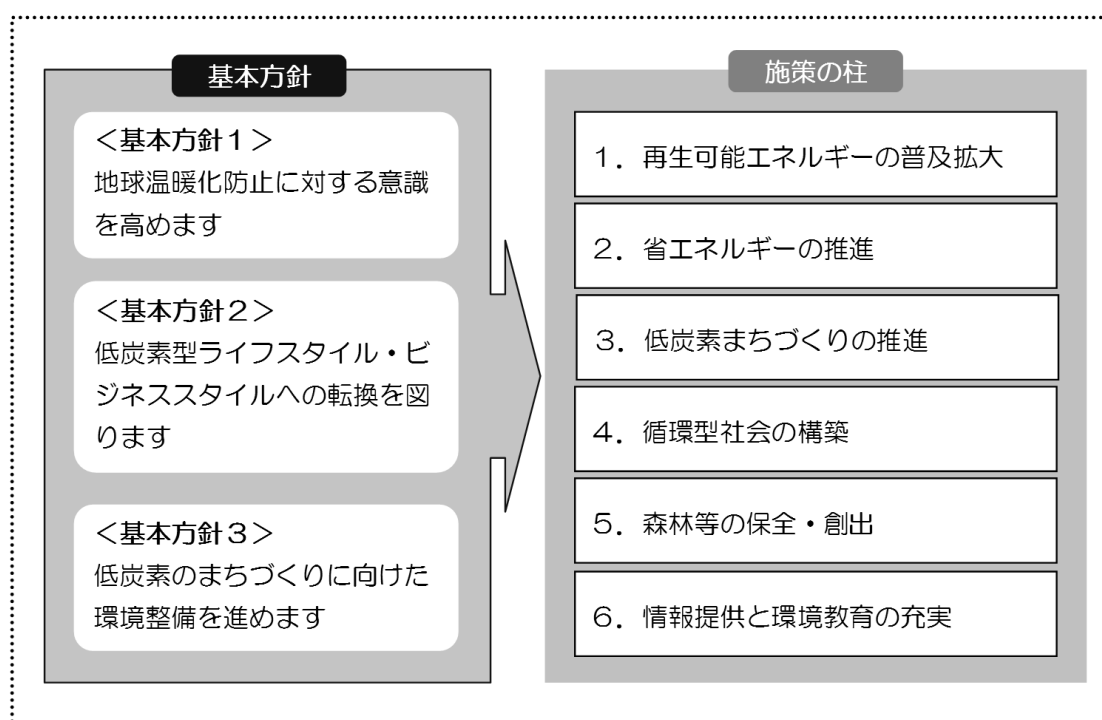 基本方針
＜基本方針１＞
地球温暖化防止に対する意識
を高めます
＜基本方針２＞
低炭素型ライフスタイル・ビ
ジネススタイルへの転換を図
ります
＜基本方針３＞
低炭素のまちづくりに向けた
環境整備を進めます
施策の柱
１．再生可能エネルギーの普及拡大
２．省エネルギーの推進
３．低炭素まちづくりの推進
４．循環型社会の構築
５．森林等の保全・創出
６．情報提供と環境教育の充実